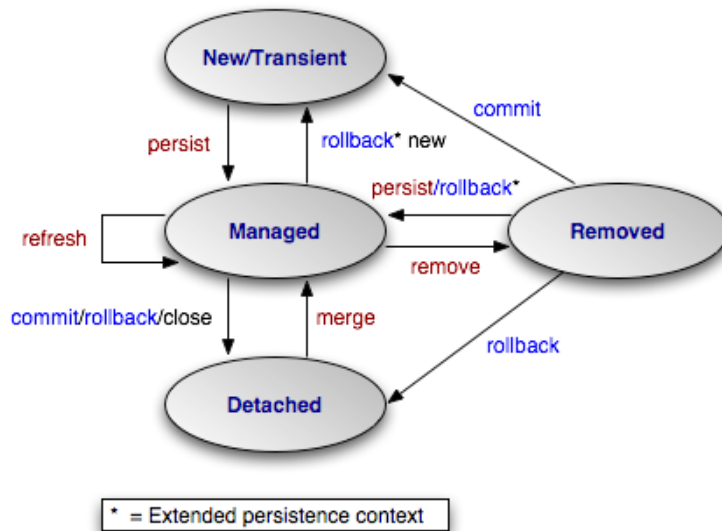 New/Transient
commit
persist
rollback* new
persist/rollback*
refresh
Managed
Removed
remove
commit/rollback/close
merge
rollback
Detached
* = Extended persistence context